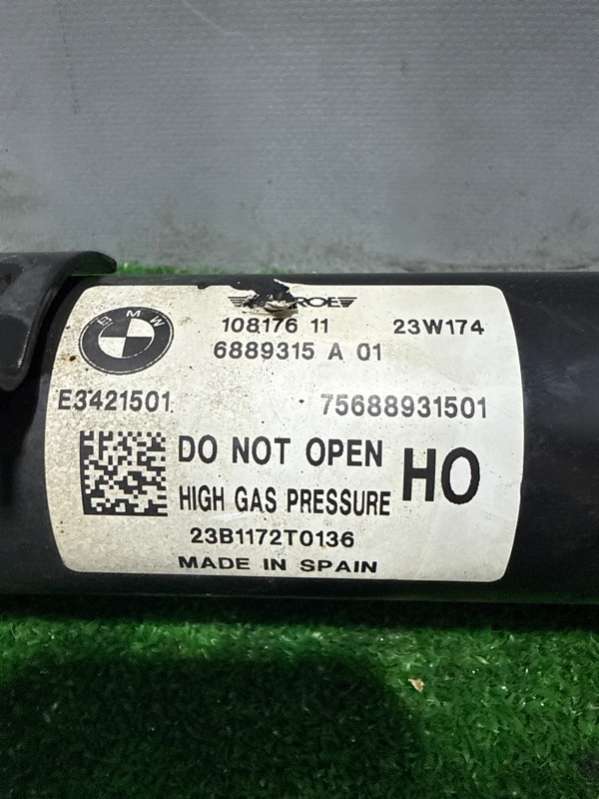 BMW
ROE
108176 11 23W174
6889315 A 01
E3421501 75688931501
DO NOT OPEN HO
HIGH GAS PRESSURE
23B1172T0136
MADE IN SPAIN